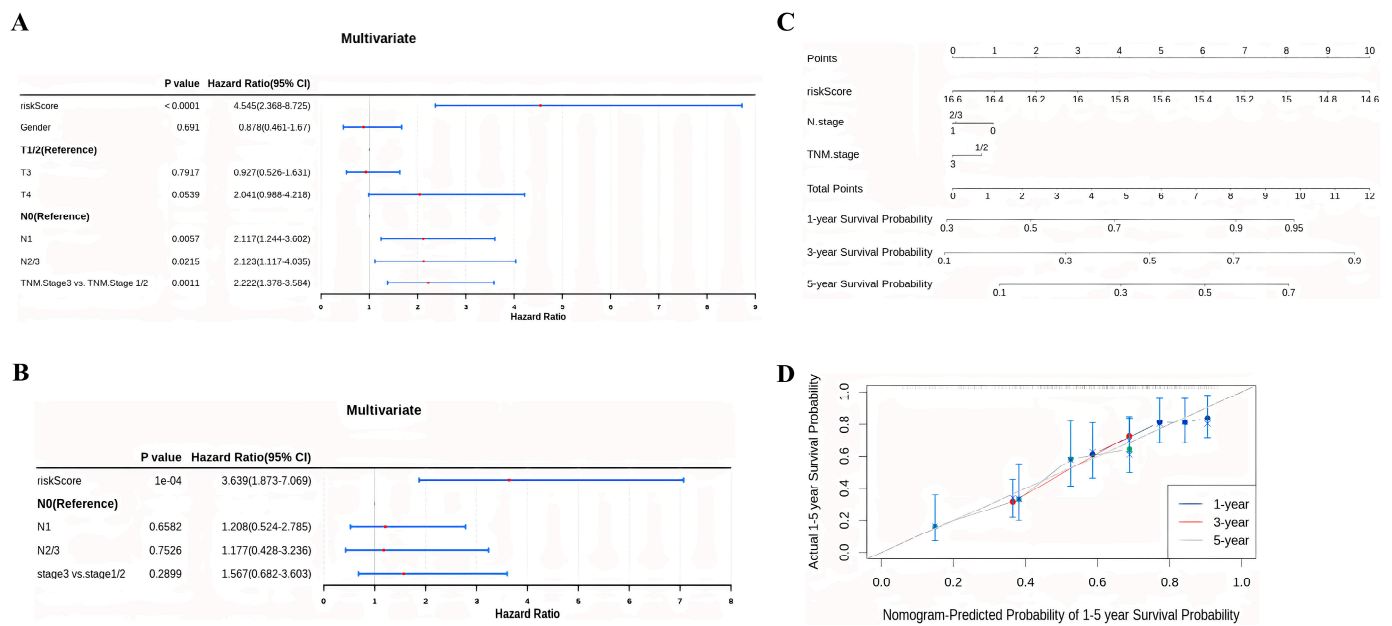 A
Multivariate
P value Hazard Ratio(95% CI)
riskScore < 0.0001 4.545(2.368-8.725)
Gender 0.691 0.878(0.461-1.67)
T1/2(Reference)
T3 0.7917 0.927(0.526-1.631)
T4 0.0539 2.041(0.988-4.218)
N0(Reference)
N1 0.0057 2.117(1.244-3.602)
N2/3 0.0215 2.123(1.117-4.035)
TNM.Stage3 vs. TNM.Stage 1/2 0.0011 2.222(1.378-3.584)
0 1 2 3 4 5 6 7 8 9
Hazard Ratio
B
Multivariate
P value Hazard Ratio(95% CI)
riskScore 1e-04 3.639(1.873-7.069)
N0(Reference)
N1 0.6582 1.208(0.524-2.785)
N2/3 0.7526 1.177(0.428-3.236)
stage3 vs.stage1/2 0.2899 1.567(0.682-3.603)
0 1 2 3 4 5 6 7 8
Hazard Ratio
C
0 1 2 3 4 5 6 7 8 9 10
Points
riskScore
16.6 16.4 16.2 16 15.8 15.6 15.4 15.2 15 14.8 14.6
2/3
N.stage
1 0
1/2
TNM.stage
3
Total Points
0 1 2 3 4 5 6 7 8 9 10 11 12
1-year Survival Probability
0.3 0.5 0.7 0.9 0.95
3-year Survival Probability
0.1 0.3 0.5 0.7 0.9
5-year Survival Probability
0.1 0.3 0.5 0.7
D
Actual 1-5 year Survival Probability
0.0 0.2 0.4 0.6 0.8 1.0
1-year
3-year
5-year
0.0 0.2 0.4 0.6 0.8 1.0
Nomogram-Predicted Probability of 1-5 year Survival Probability